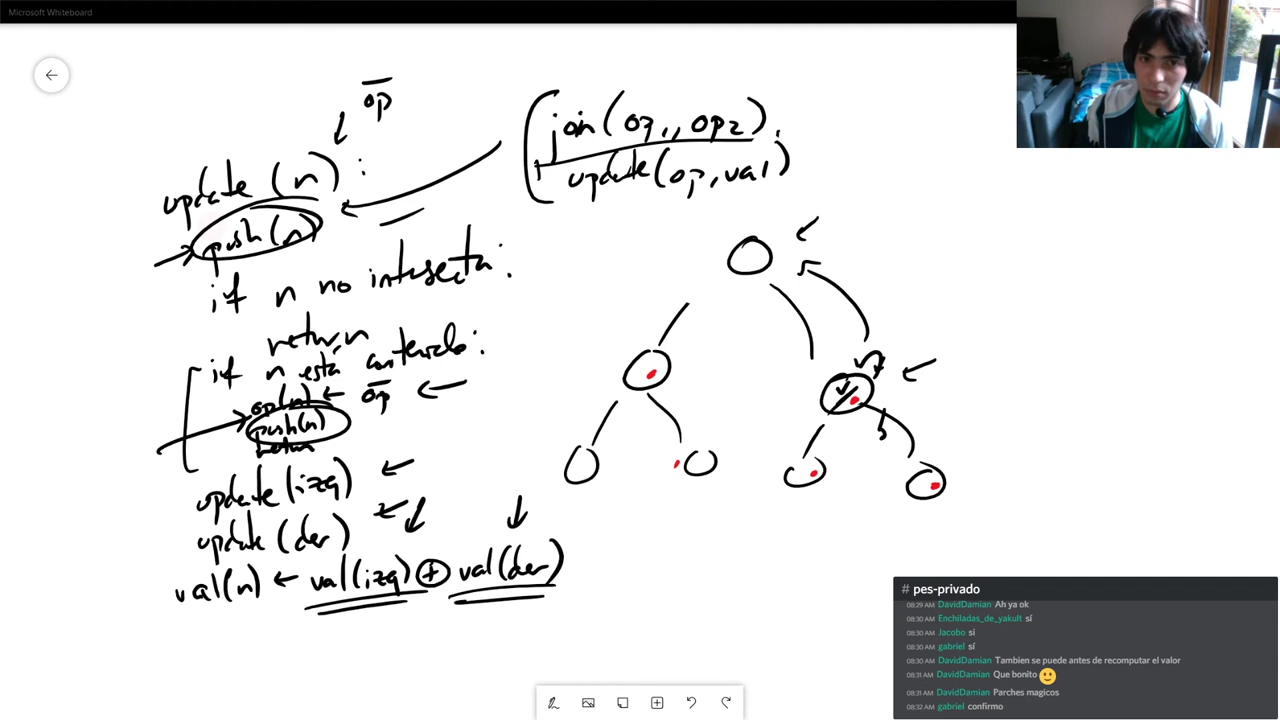 Microsoft Whiteboard
op
update (n) :
push(n)
if n no intersecta :
return
if n está contenido :
op(n) ← op
push(n)
return
update (izq)
update (der)
val(n) ← val(izq) + val(der)
join(op1, op2)
update(op, val)
# pes-privado
08:29 AM DavidDamian Ah ya ok
08:30 AM Enchiladas_de_yakult sí
08:30 AM Jacobo si
08:30 AM gabriel sí
08:30 AM DavidDamian Tambien se puede antes de recomputar el valor
08:31 AM DavidDamian Que bonito 🙂
08:31 AM DavidDamian Parches magicos
08:32 AM gabriel confirmo